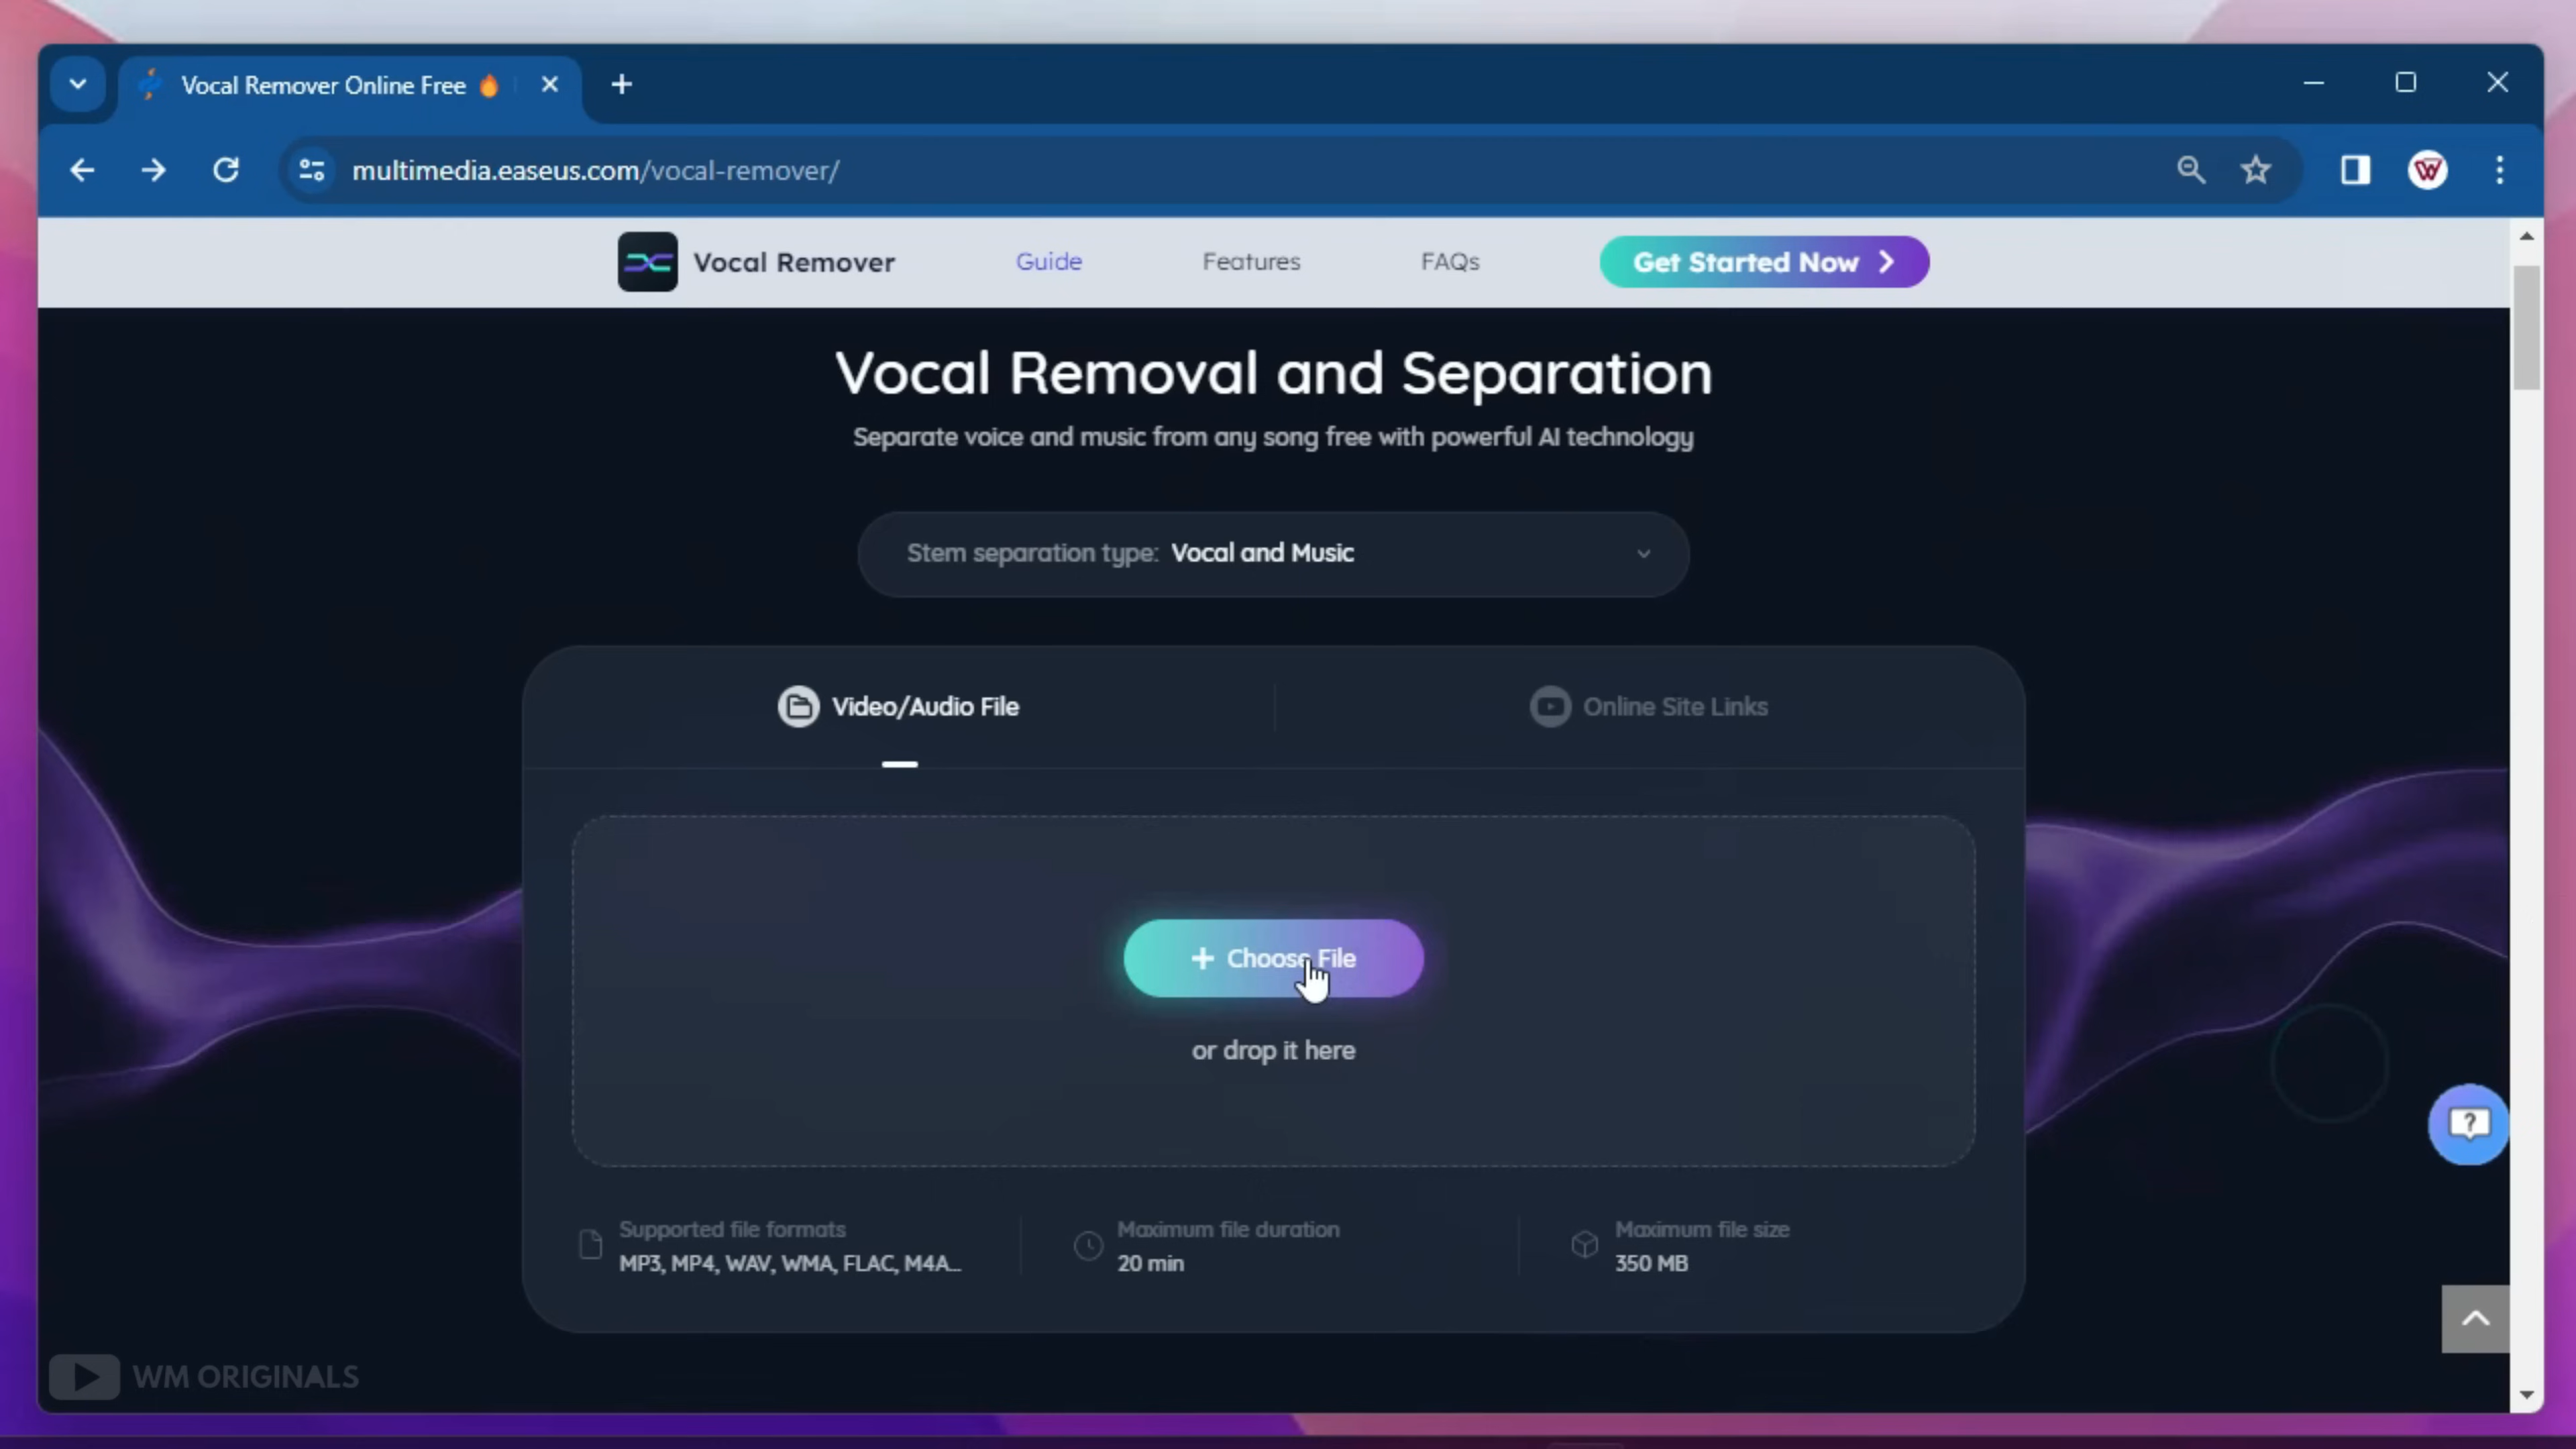 Vocal Remover Online Free 🔥
multimedia.easeus.com/vocal-remover/
Vocal Remover
Guide
Features
FAQs
Get Started Now
Vocal Removal and Separation
Separate voice and music from any song free with powerful AI technology
Stem separation type: Vocal and Music
Video/Audio File
Online Site Links
+ Choose File
or drop it here
Supported file formats
MP3, MP4, WAV, WMA, FLAC, M4A...
Maximum file duration
20 min
Maximum file size
350 MB
WM ORIGINALS